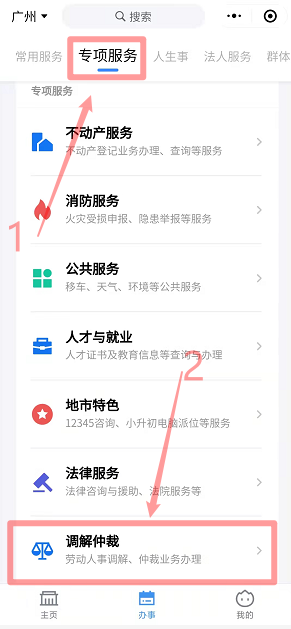 广州
搜索
常用服务 专项服务 人生事 法人服务 群体
专项服务
不动产服务
不动产登记业务办理、查询等服务
消防服务
火灾受损申报、隐患举报等服务
1
公共服务
移车、天气、环境等公共服务
人才与就业
人才证书及教育信息等查询与办理
2
地市特色
12345咨询、小升初电脑派位等服务
法律服务
法律咨询与援助、法院服务等
调解仲裁
劳动人事调解、仲裁业务办理
主页 办事 我的